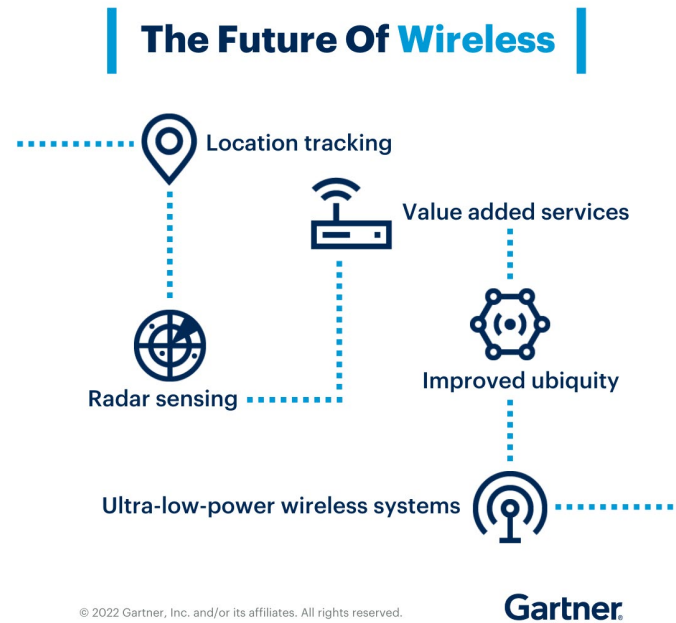 The Future Of Wireless
Location tracking
Value added services
Radar sensing
Improved ubiquity
Ultra-low-power wireless systems
© 2022 Gartner, Inc. and/or its affiliates. All rights reserved.
Gartner.